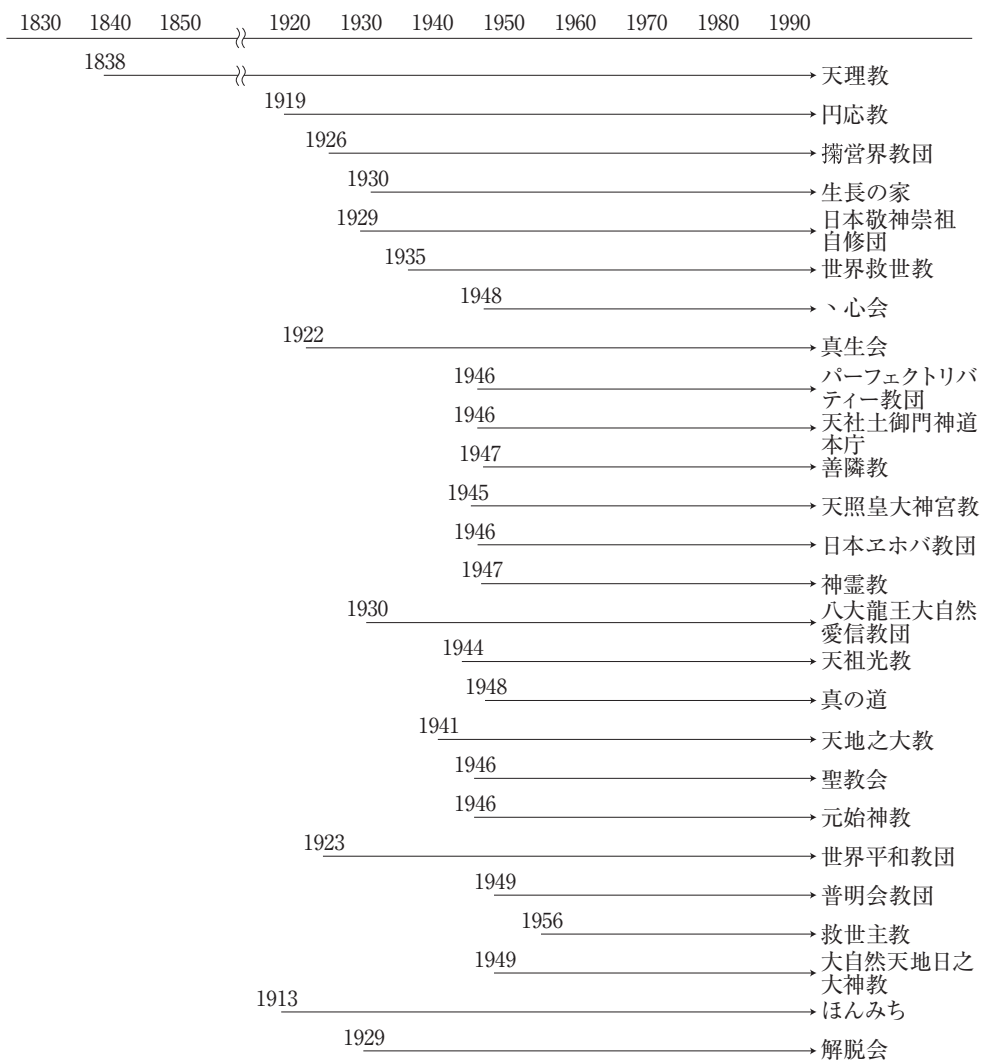 1830 1840 1850 1920 1930 1940 1950 1960 1970 1980 1990
1838
天理教
1919
円応教
1926
蘂営界教団
1930
生長の家
1929
日本敬神崇祖
自修団
1935
世界救世教
1948
、心会
1922
真生会
1946
パーフェクトリバ
ティー教団
1946
天社土御門神道
本庁
1947
善隣教
1945
天照皇大神宮教
1946
日本ヱホバ教団
1947
神霊教
1930
八大龍王大自然
愛信教団
1944
天祖光教
1948
真の道
1941
天地之大教
1946
聖教会
1946
元始神教
1923
世界平和教団
1949
普明会教団
1956
救世主教
1949
大自然天地日之
大神教
1913
ほんみち
1929
解脱会